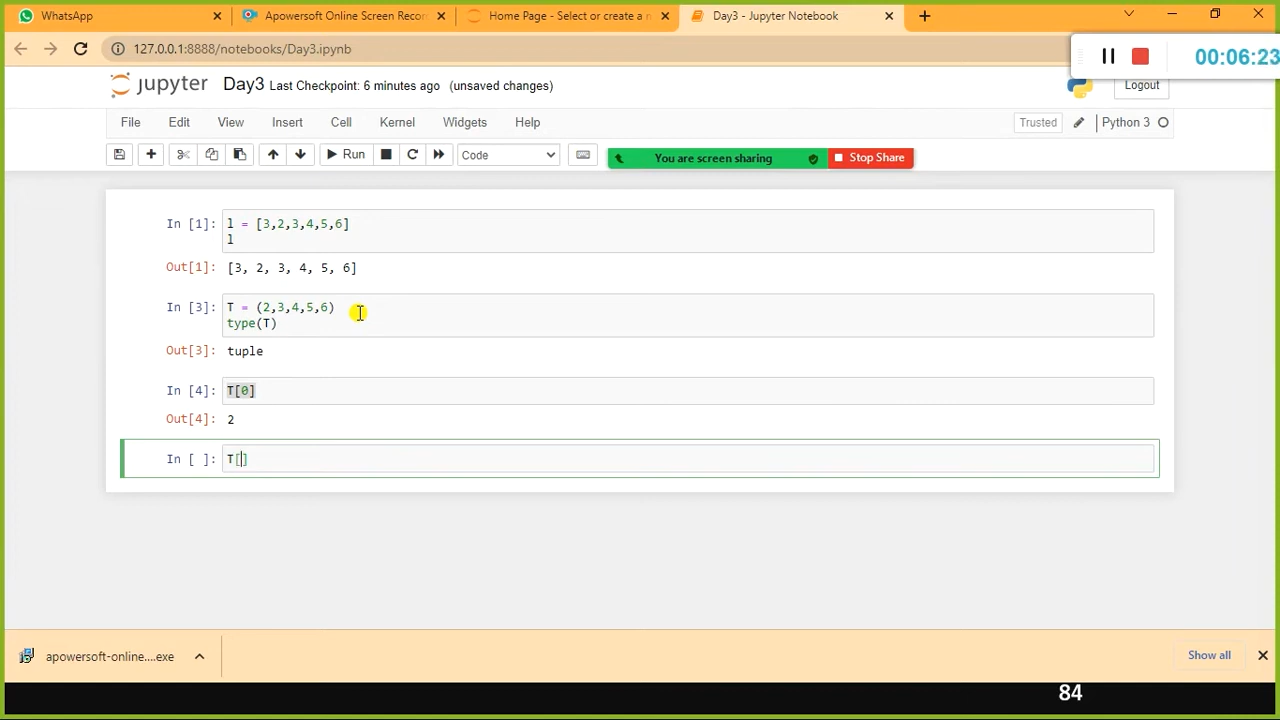 WhatsApp × Apowersoft Online Screen Recor × Home Page - Select or create a n × Day3 - Jupyter Notebook × +
127.0.0.1:8888/notebooks/Day3.ipynb
00:06:23
jupyter Day3 Last Checkpoint: 6 minutes ago (unsaved changes)
Logout
File Edit View Insert Cell Kernel Widgets Help Trusted Python 3
Run Code
You are screen sharing Stop Share
In [1]: l = [3,2,3,4,5,6]
l
Out[1]: [3, 2, 3, 4, 5, 6]
In [3]: T = (2,3,4,5,6)
type(T)
Out[3]: tuple
In [4]: T[0]
Out[4]: 2
In [ ]: T[]
apowersoft-online....exe Show all
84